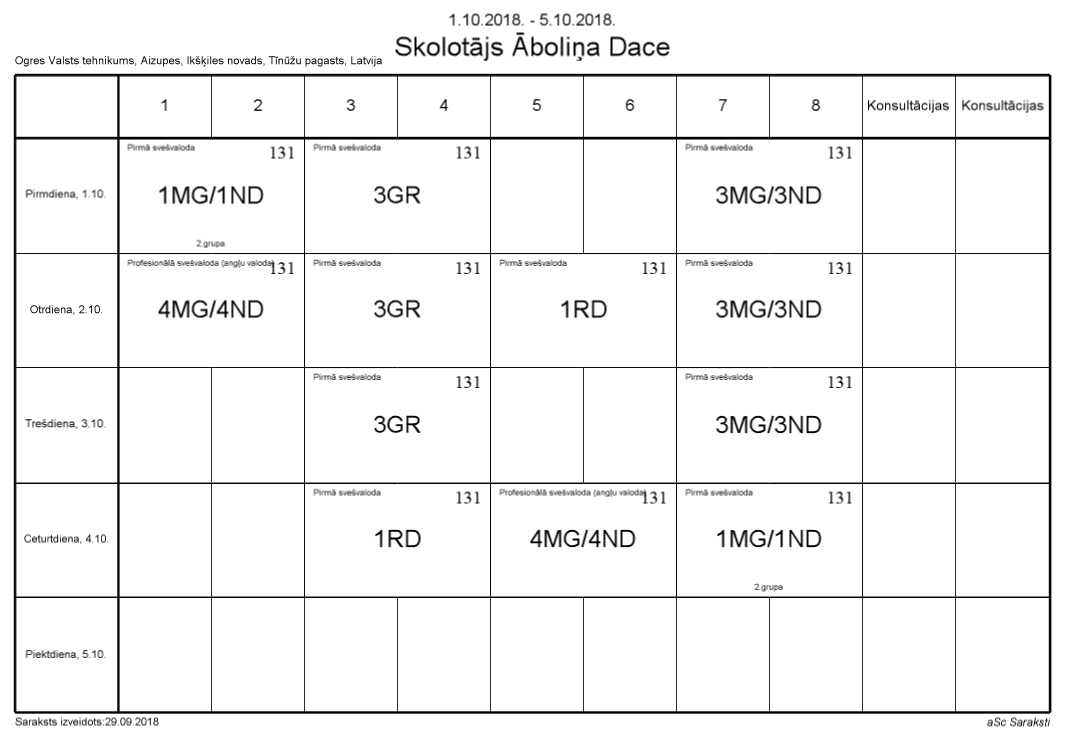 1.10.2018. - 5.10.2018.
Skolotājs Āboliņa Dace
Ogres Valsts tehnikums, Aizupes, Ikšķiles novads, Tīnūžu pagasts, Latvija
1 2 3 4 5 6 7 8 Konsultācijas Konsultācijas
Pirmdiena, 1.10.
Pirmā svešvaloda 131
1MG/1ND
2.grupa
Pirmā svešvaloda 131
3GR
Pirmā svešvaloda 131
3MG/3ND
Otrdiena, 2.10.
Profesionālā svešvaloda (angļu valoda) 131
4MG/4ND
Pirmā svešvaloda 131
3GR
Pirmā svešvaloda 131
1RD
Pirmā svešvaloda 131
3MG/3ND
Trešdiena, 3.10.
Pirmā svešvaloda 131
3GR
Pirmā svešvaloda 131
3MG/3ND
Ceturtdiena, 4.10.
Pirmā svešvaloda 131
1RD
Profesionālā svešvaloda (angļu valoda) 131
4MG/4ND
Pirmā svešvaloda 131
1MG/1ND
2.grupa
Piektdiena, 5.10.
Saraksts izveidots:29.09.2018
aSc Saraksti